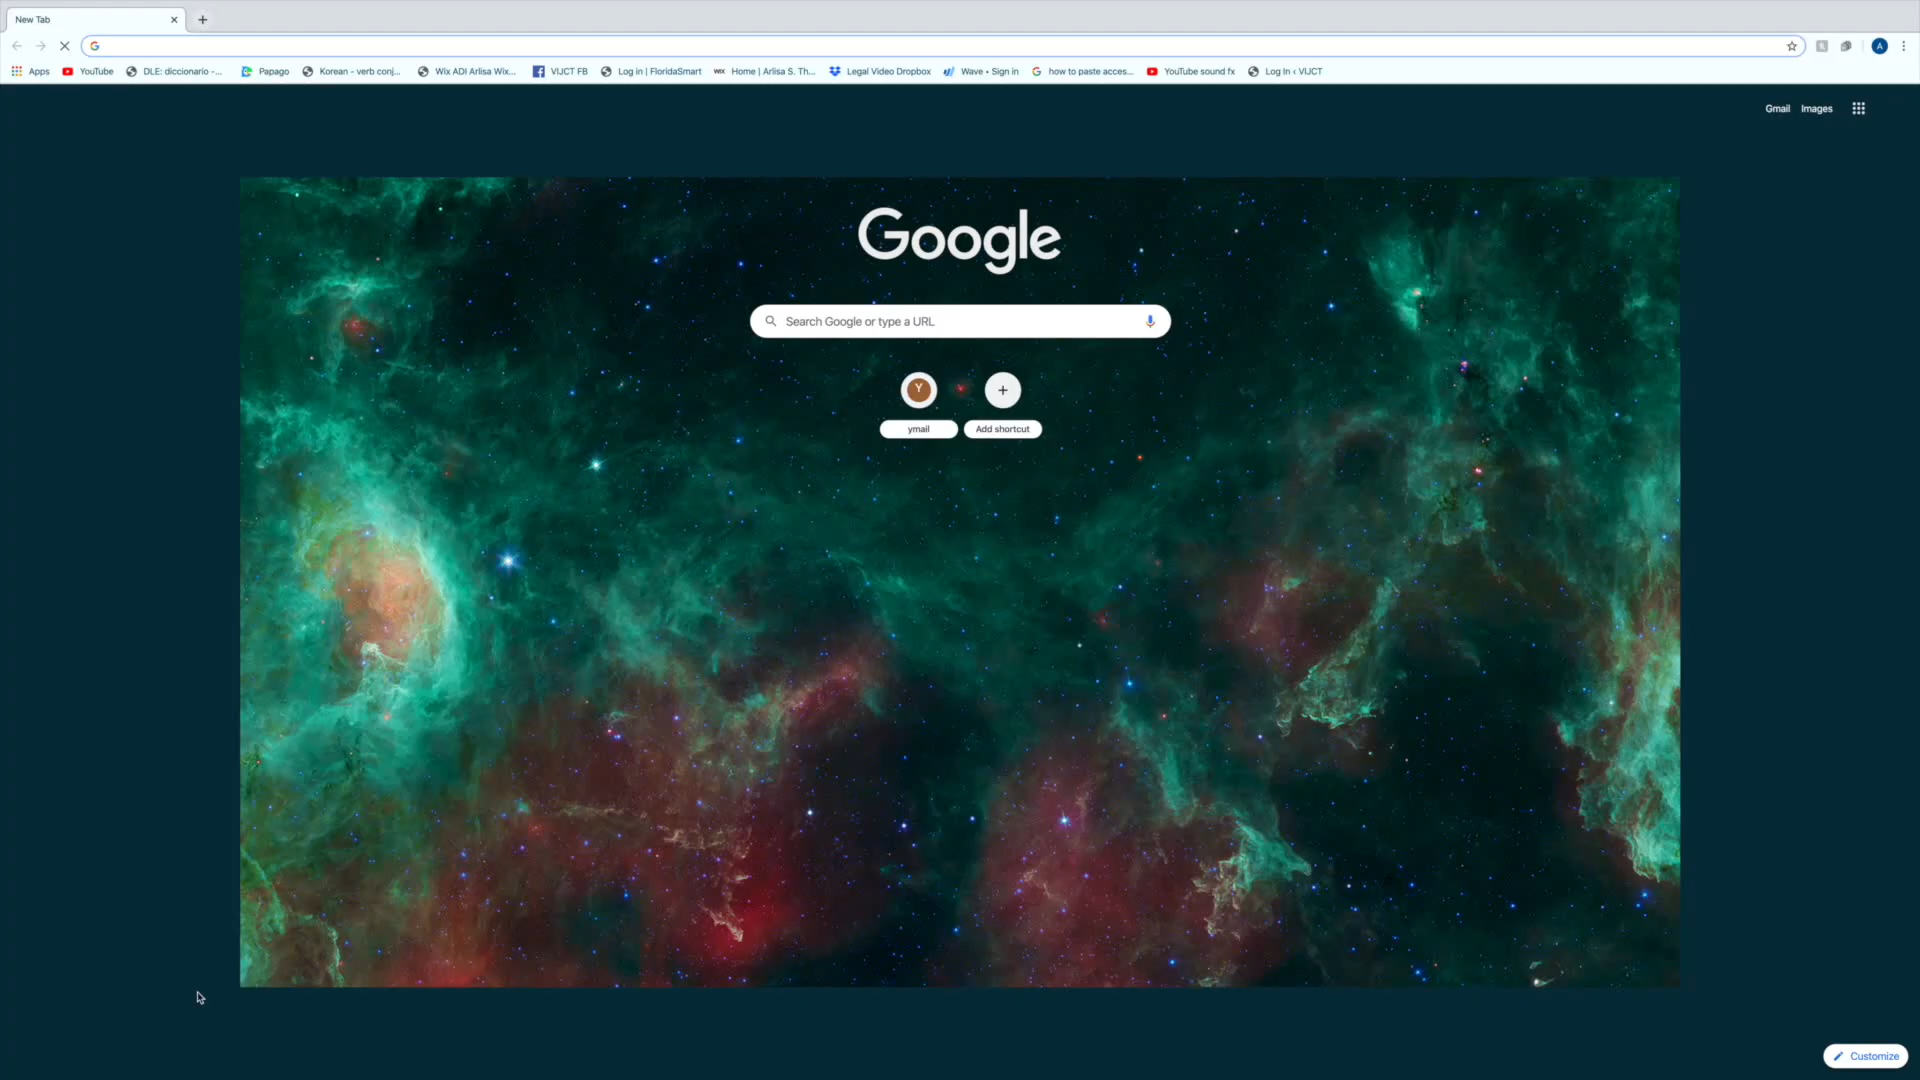 New Tab
Apps YouTube DLE: diccionario -... Papago Korean - verb conj... Wix ADI Arlisa Wix... VIJCT FB Log in | FloridaSmart WIX Home | Arlisa S. Th... Legal Video Dropbox Wave • Sign in how to paste acces... YouTube sound fx Log In ‹ VIJCT
A
Gmail Images
Google
Search Google or type a URL
Y
ymail Add shortcut
Customize